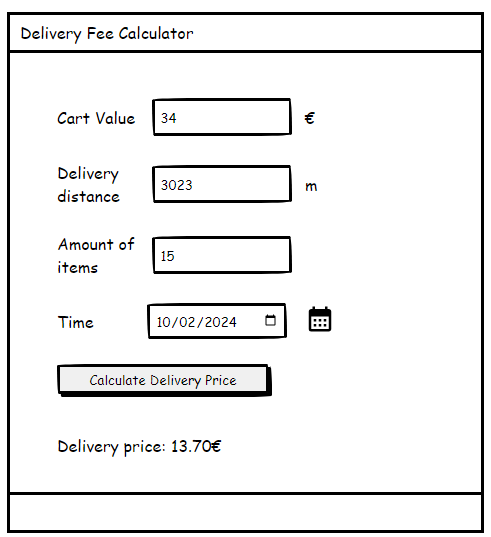 Delivery Fee Calculator
Cart Value 34 €
Delivery
distance 3023 m
Amount of
items 15
Time 10/02/2024
Calculate Delivery Price
Delivery price: 13.70€